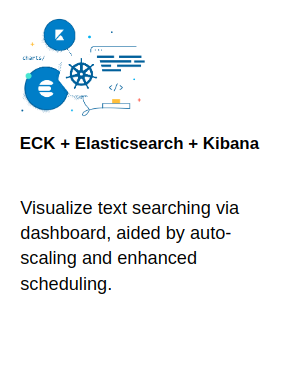 charts/
</>
ECK + Elasticsearch + Kibana
Visualize text searching via
dashboard, aided by auto-
scaling and enhanced
scheduling.